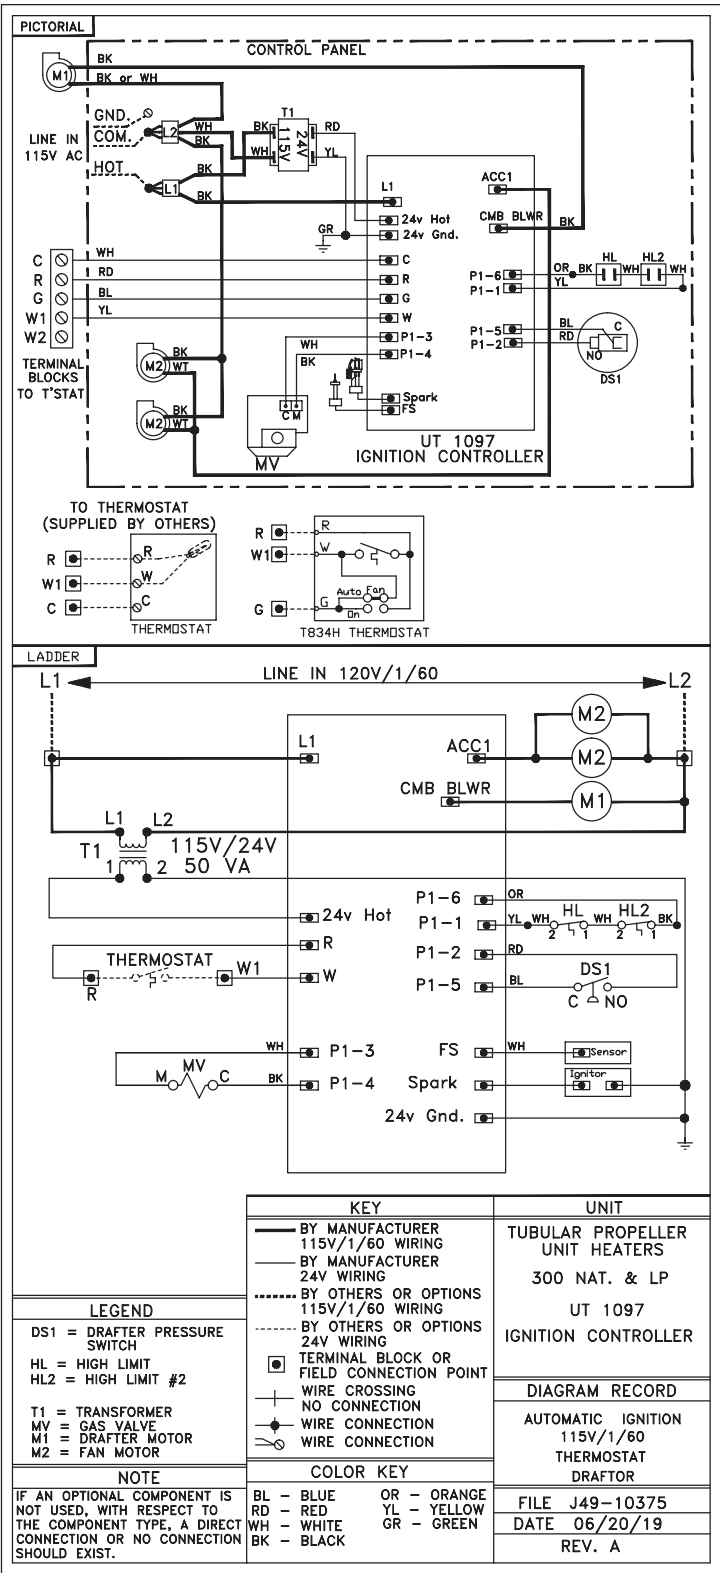 PICTORIAL
CONTROL PANEL
BK
M1
BK or WH
GND.
COM.
LINE IN
115V AC
HOT
L2
WH
BK
L1
BK
BK
BK
WH
T1
115V
24V
RD
YL
GR
L1
24v Hot
24v Gnd.
ACC1
CMB BLWR
BK
C
WH
C
R
RD
R
G
BL
G
W1
YL
W
W2
TERMINAL
BLOCKS
TO T'STAT
P1-6
OR
BK
HL
WH
HL2
WH
P1-1
YL
P1-5
BL
C
P1-2
RD
NO
DS1
WH
P1-3
BK
P1-4
M2
BK
WT
M2
BK
WT
C M
MV
Spark
FS
UT 1097
IGNITION CONTROLLER
TO THERMOSTAT
(SUPPLIED BY OTHERS)
R
R
W1
W
C
C
THERMOSTAT
R
R
W1
W
G
G
Auto Fan
On
T834H THERMOSTAT
LADDER
L1
LINE IN 120V/1/60
L2
M2
L1
ACC1
M2
CMB BLWR
M1
L1 L2
T1
115V/24V
1 2
50 VA
24v Hot
P1-6
OR
P1-1
YL
WH
HL
WH
HL2
BK
2 1
2 1
R
P1-2
RD
THERMOSTAT
R
W1
W
P1-5
BL
DS1
C
NO
WH
P1-3
FS
WH
Sensor
M
MV
C
BK
P1-4
Spark
Ignitor
24v Gnd.
KEY
BY MANUFACTURER
115V/1/60 WIRING
BY MANUFACTURER
24V WIRING
BY OTHERS OR OPTIONS
115V/1/60 WIRING
BY OTHERS OR OPTIONS
24V WIRING
TERMINAL BLOCK OR
FIELD CONNECTION POINT
WIRE CROSSING
NO CONNECTION
WIRE CONNECTION
WIRE CONNECTION
UNIT
TUBULAR PROPELLER
UNIT HEATERS
300 NAT. & LP
UT 1097
IGNITION CONTROLLER
LEGEND
DS1 = DRAFTER PRESSURE
SWITCH
HL = HIGH LIMIT
HL2 = HIGH LIMIT #2
T1 = TRANSFORMER
MV = GAS VALVE
M1 = DRAFTER MOTOR
M2 = FAN MOTOR
NOTE
IF AN OPTIONAL COMPONENT IS
NOT USED, WITH RESPECT TO
THE COMPONENT TYPE, A DIRECT
CONNECTION OR NO CONNECTION
SHOULD EXIST.
COLOR KEY
BL - BLUE
OR - ORANGE
RD - RED
YL - YELLOW
WH - WHITE
GR - GREEN
BK - BLACK
DIAGRAM RECORD
AUTOMATIC IGNITION
115V/1/60
THERMOSTAT
DRAFTOR
FILE J49-10375
DATE 06/20/19
REV. A